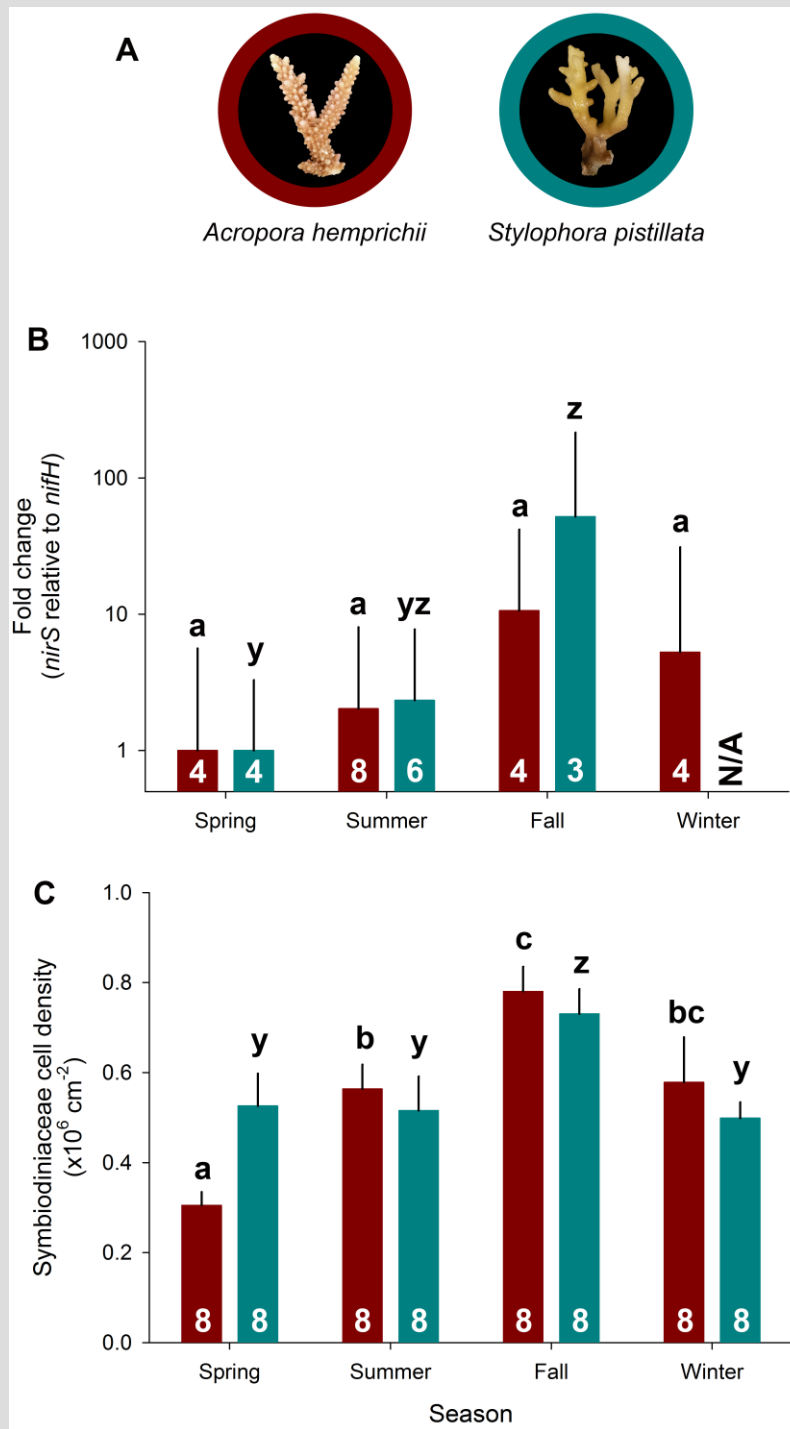 A
Acropora hemprichii
Stylophora pistillata
B
Fold change
(nirS relative to nifH)
1000
100
10
1
a
y
a
yz
a
z
a
4
4
8
6
4
3
4
N/A
Spring
Summer
Fall
Winter
C
Symbiodiniaceae cell density
(x10⁶ cm⁻²)
1.0
0.8
0.6
0.4
0.2
0.0
a
y
b
y
c
z
bc
y
8
8
8
8
8
8
8
8
Spring
Summer
Fall
Winter
Season